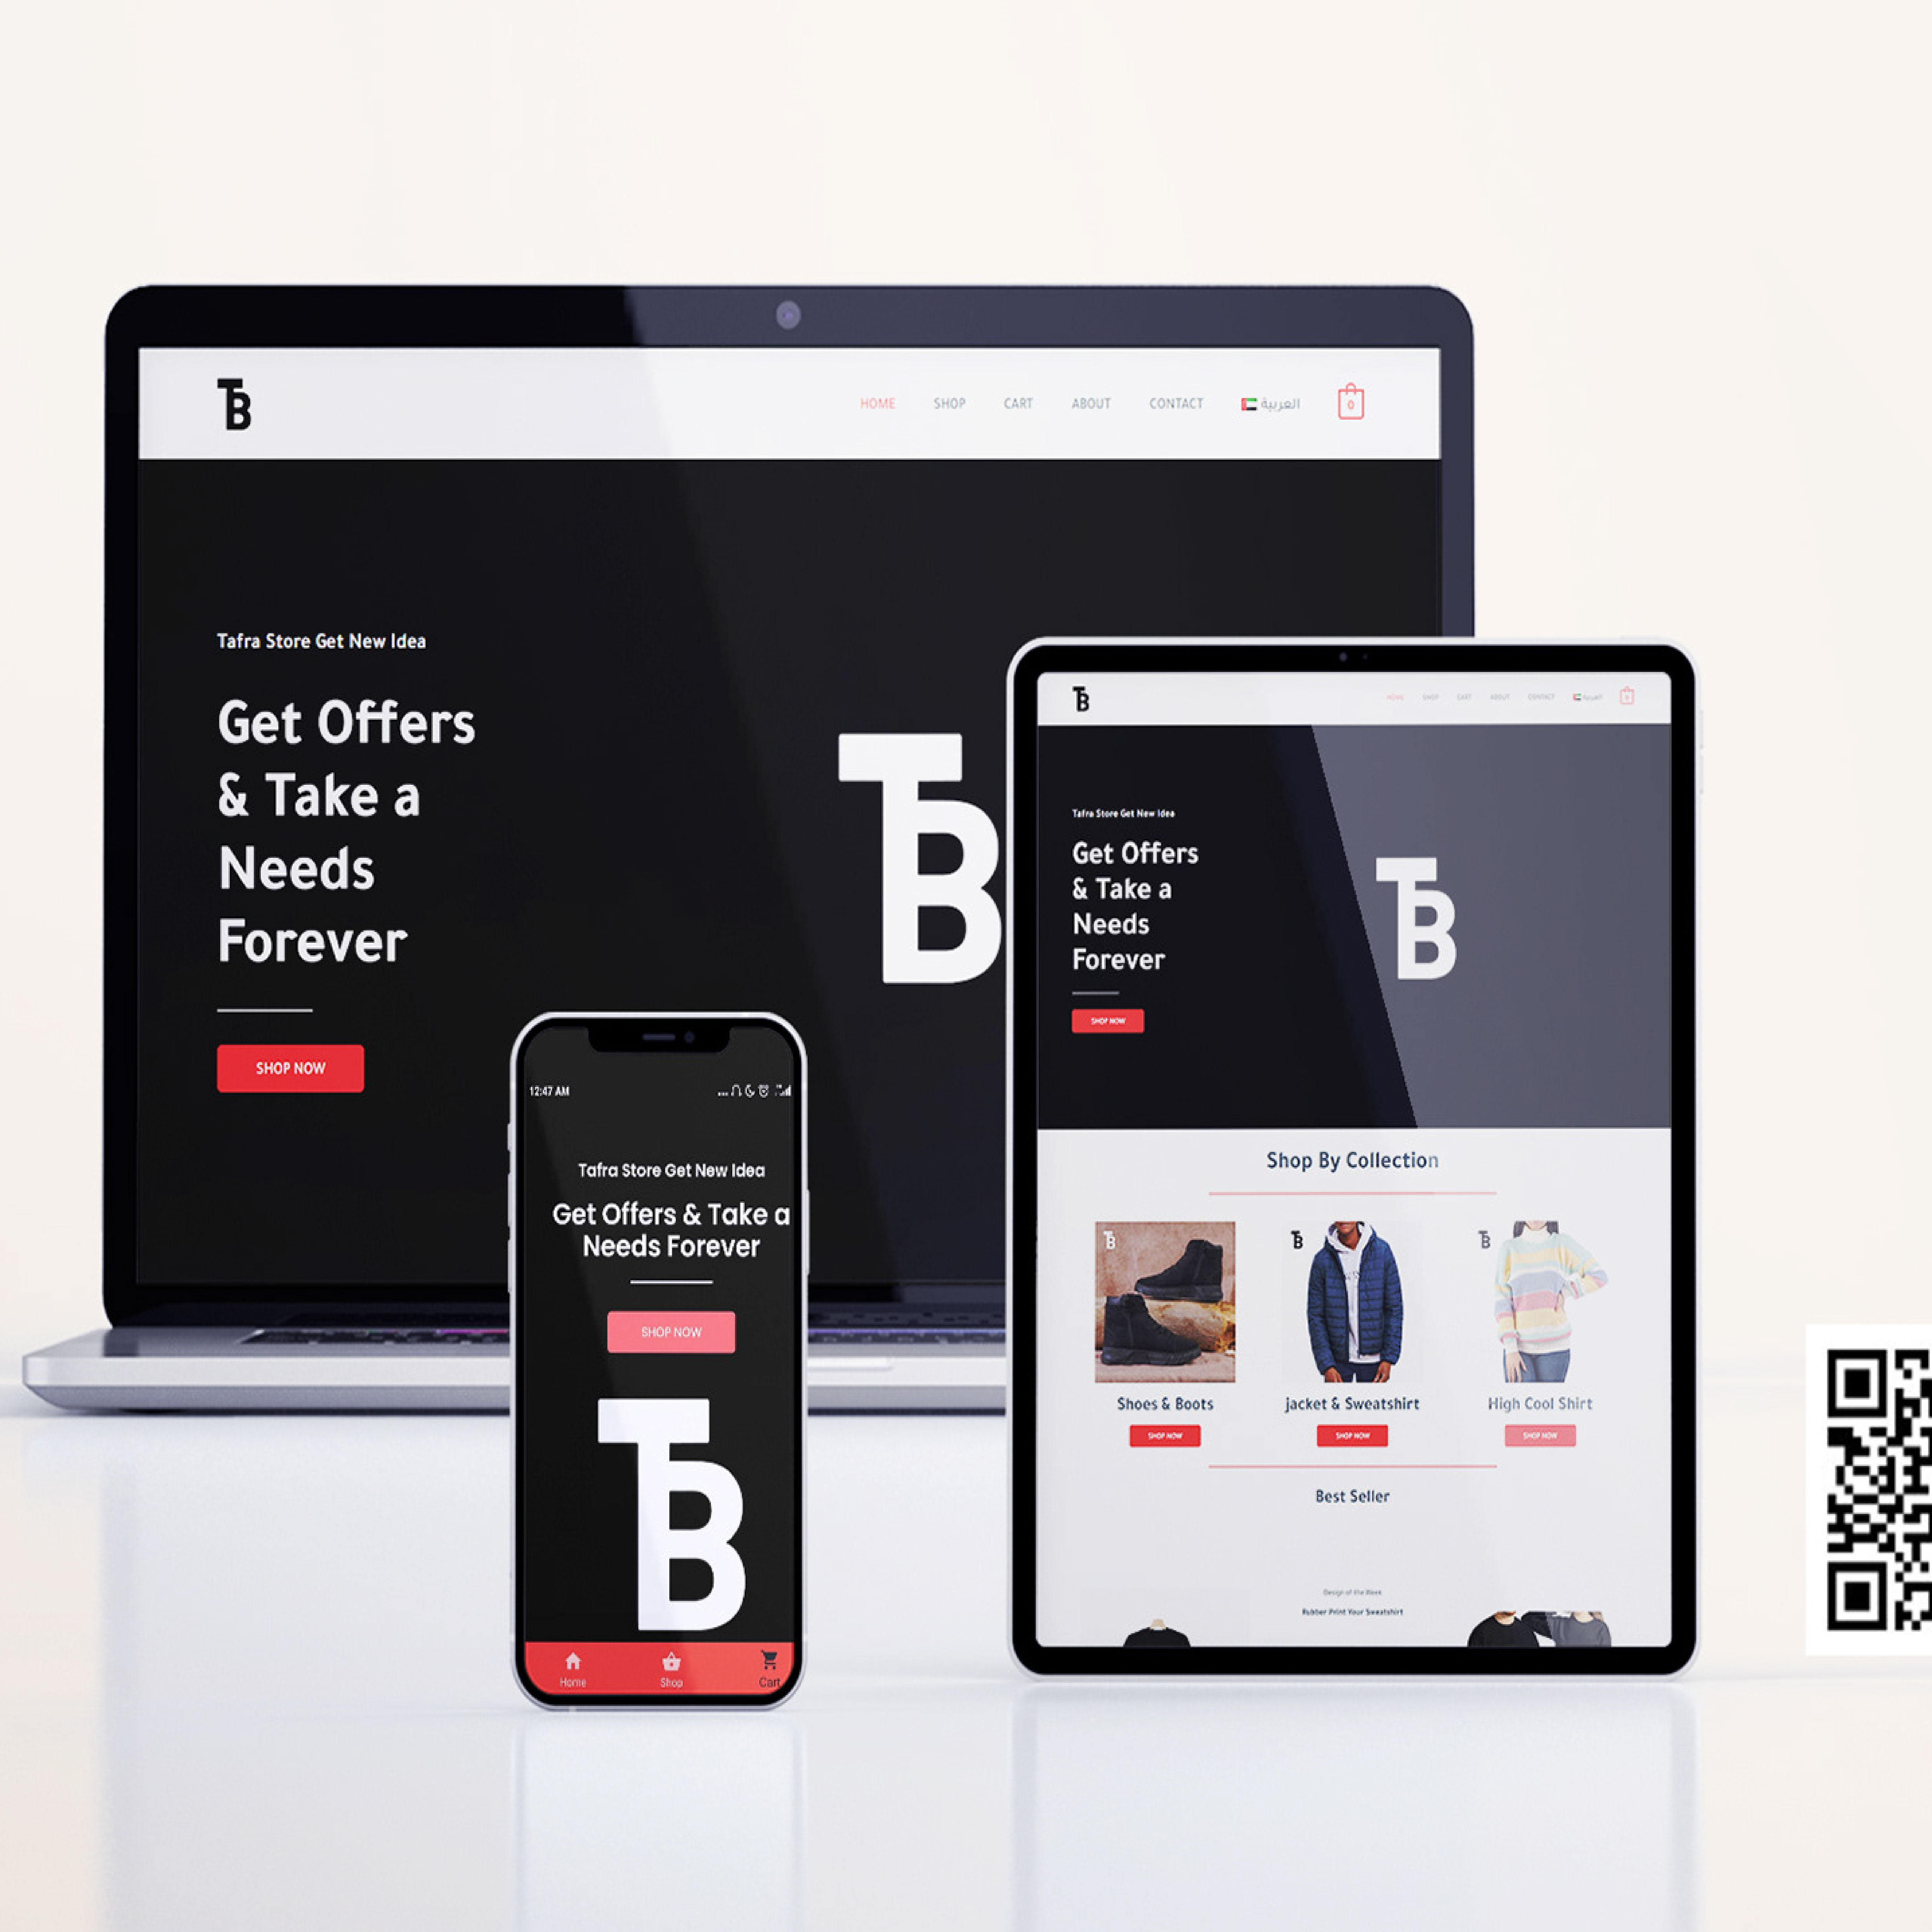 TB
HOME
SHOP
CART
ABOUT
CONTACT
العربية
0
Tafra Store Get New Idea
Get Offers
& Take a
Needs
Forever
SHOP NOW
TB
12:47 AM
Tafra Store Get New Idea
Get Offers & Take a
Needs Forever
SHOP NOW
TB
Home
Shop
Cart
TB
HOME
SHOP
CART
ABOUT
CONTACT
العربية
Tafra Store Get New Idea
Get Offers
& Take a
Needs
Forever
SHOP NOW
TB
Shop By Collection
TB
TB
TB
Shoes & Boots
jacket & Sweatshirt
High Cool Shirt
SHOP NOW
SHOP NOW
SHOP NOW
Best Seller
Design of the Week
Rubber Print Your Sweatshirt